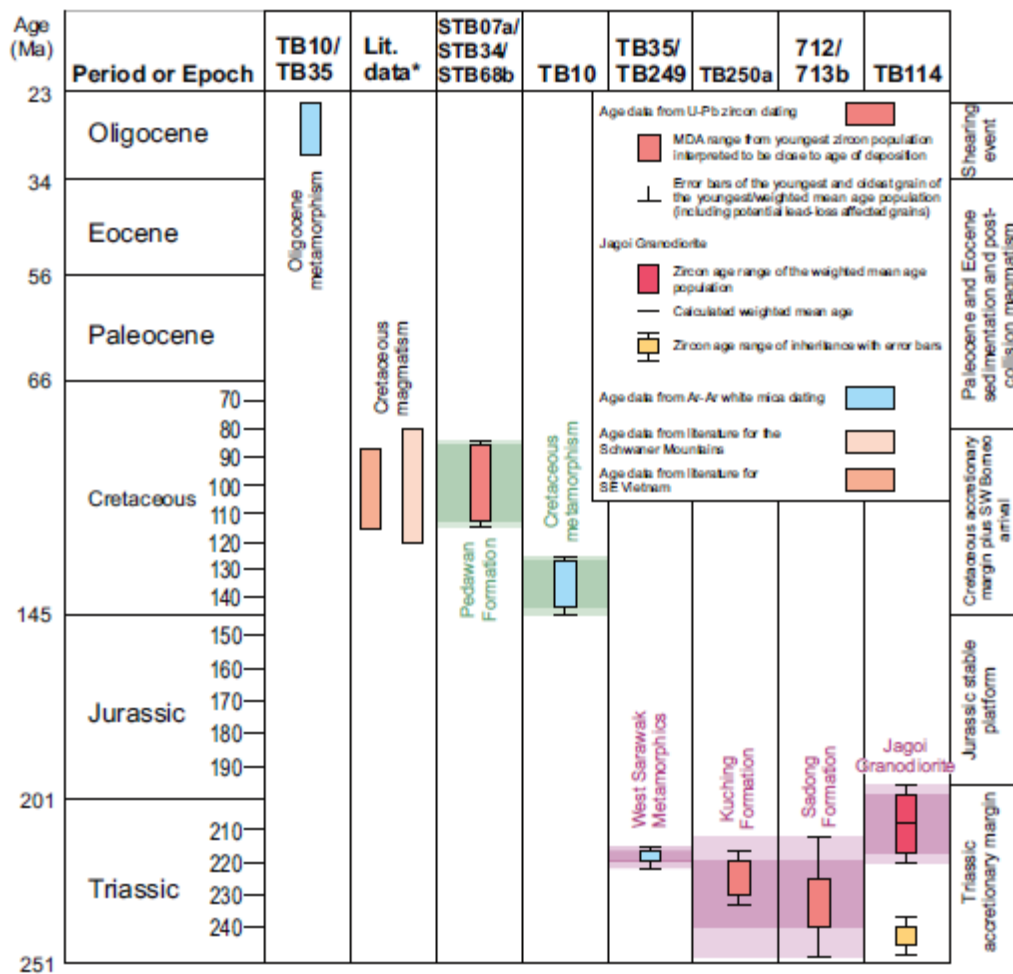 Age
(Ma)
Period or Epoch
TB10/
TB35
Lit.
data*
STB07a/
STB34/
STB68b
TB10
TB35/
TB249
TB250a
712/
713b
TB114
23
Oligocene
34
Eocene
56
Paleocene
66
70
80
90
Cretaceous
100
110
120
130
140
145
150
160
170
Jurassic
180
190
201
210
220
Triassic
230
240
251
Oligocene
metamorphism
Cretaceous
magmatism
Pedawan
Formation
Cretaceous
metamorphism
West Sarawak
Metamorphics
Kuching
Formation
Sadong
Formation
Jagoi
Granodiorite
Age data from U-Pb zircon dating
MDA range from youngest zircon population
interpreted to be close to age of deposition
Error bars of the youngest and oldest grain of
the youngest/weighted mean age population
(including potential lead-loss affected grains)
Jagoi Granodiorite
Zircon age range of the weighted mean age
population
Calculated weighted mean age
Zircon age range of inheritance with error bars
Age data from Ar-Ar white mica dating
Age data from literature for the
Schwaner Mountains
Age data from literature for
SE Vietnam
Shearing
event
Paleocene and Eocene
sedimentation and post-
collision magmatism
Cretaceous accretionary
margin plus SW Borneo
arrival
Jurassic stable
platform
Triassic
accretionary margin